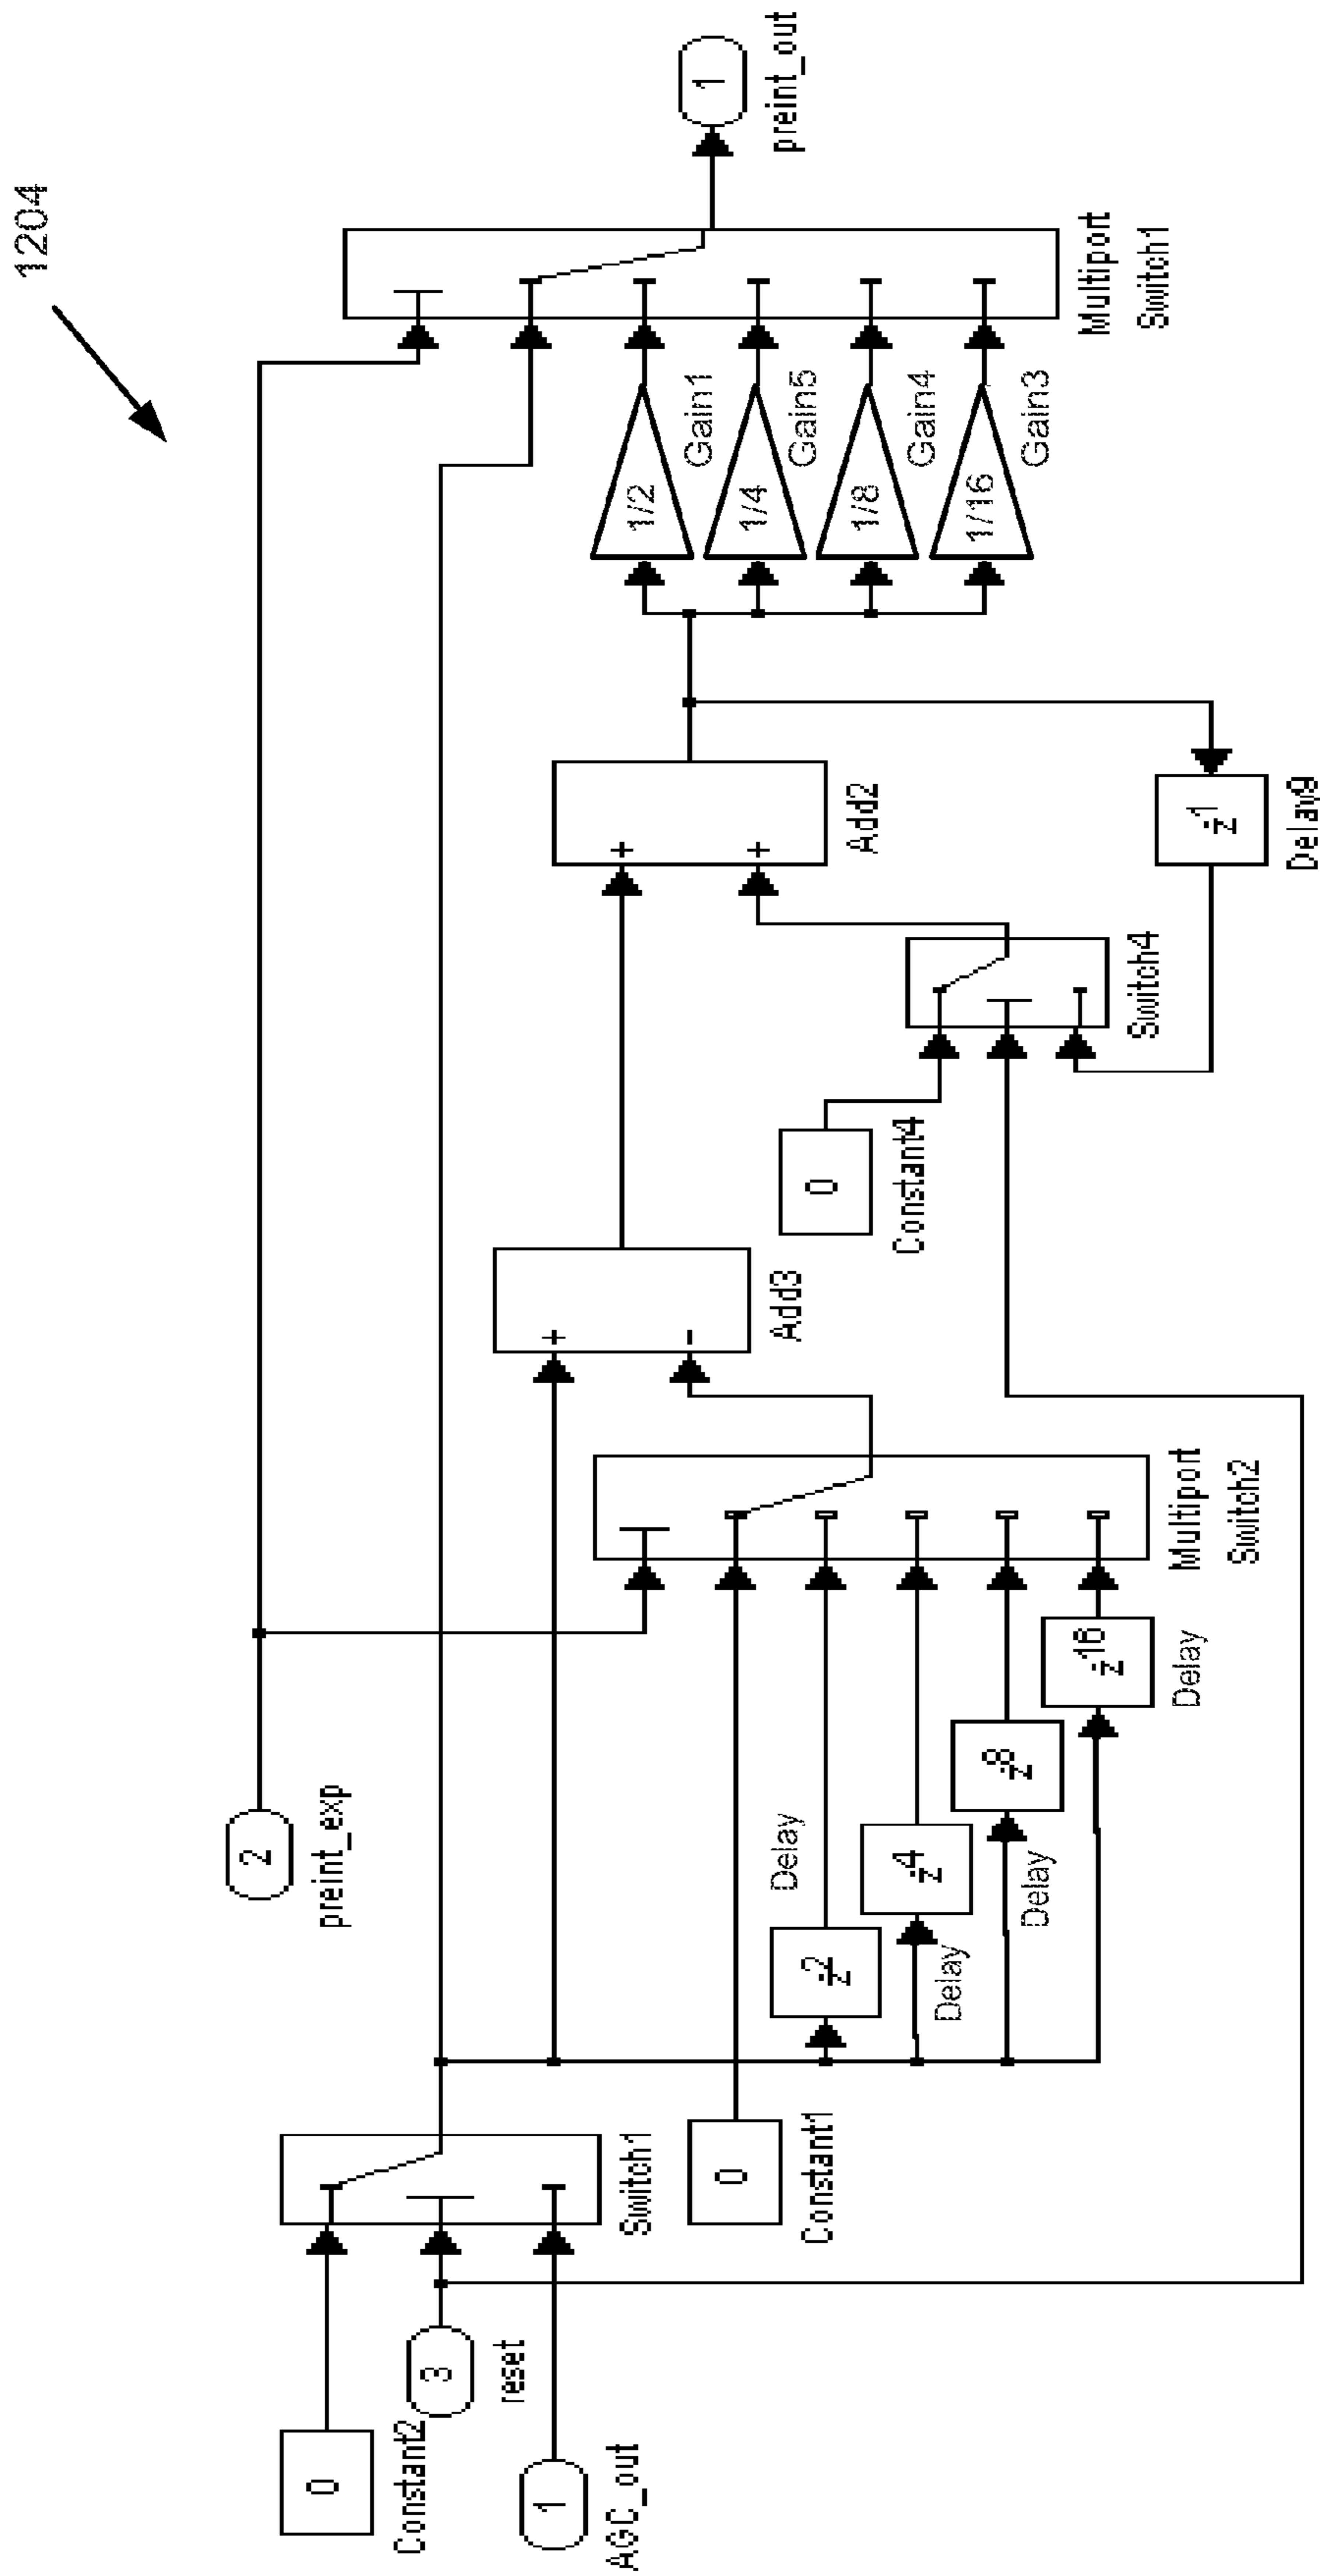 1204
2
preint_exp
0
Constant2
3
reset
1
AGC_out
Switch1
0
Constant1
z-2
Delay
z-4
Delay
z-8
Delay
z-16
Delay
Multiport
Switch2
+
-
Add3
0
Constant4
Switch4
+
+
Add2
z-1
Delay9
1/2
Gain1
1/4
Gain5
1/8
Gain4
1/16
Gain3
Multiport
Switch1
1
preint_out